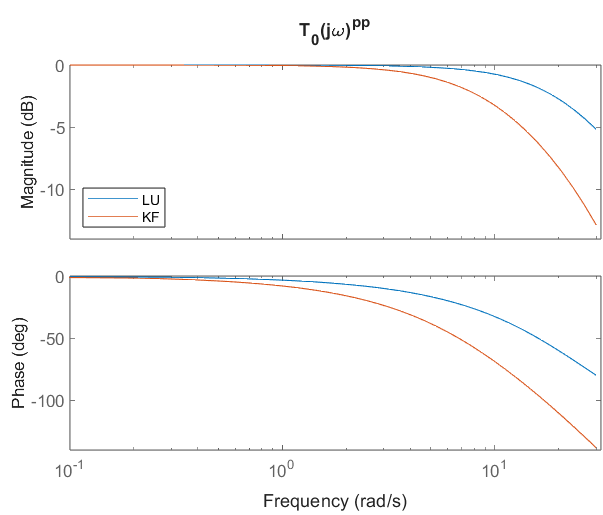 T₀(jω)ᵖᵖ
Magnitude (dB)
0
-5
-10
LU
KF
Phase (deg)
0
-50
-100
10⁻¹
10⁰
10¹
Frequency (rad/s)